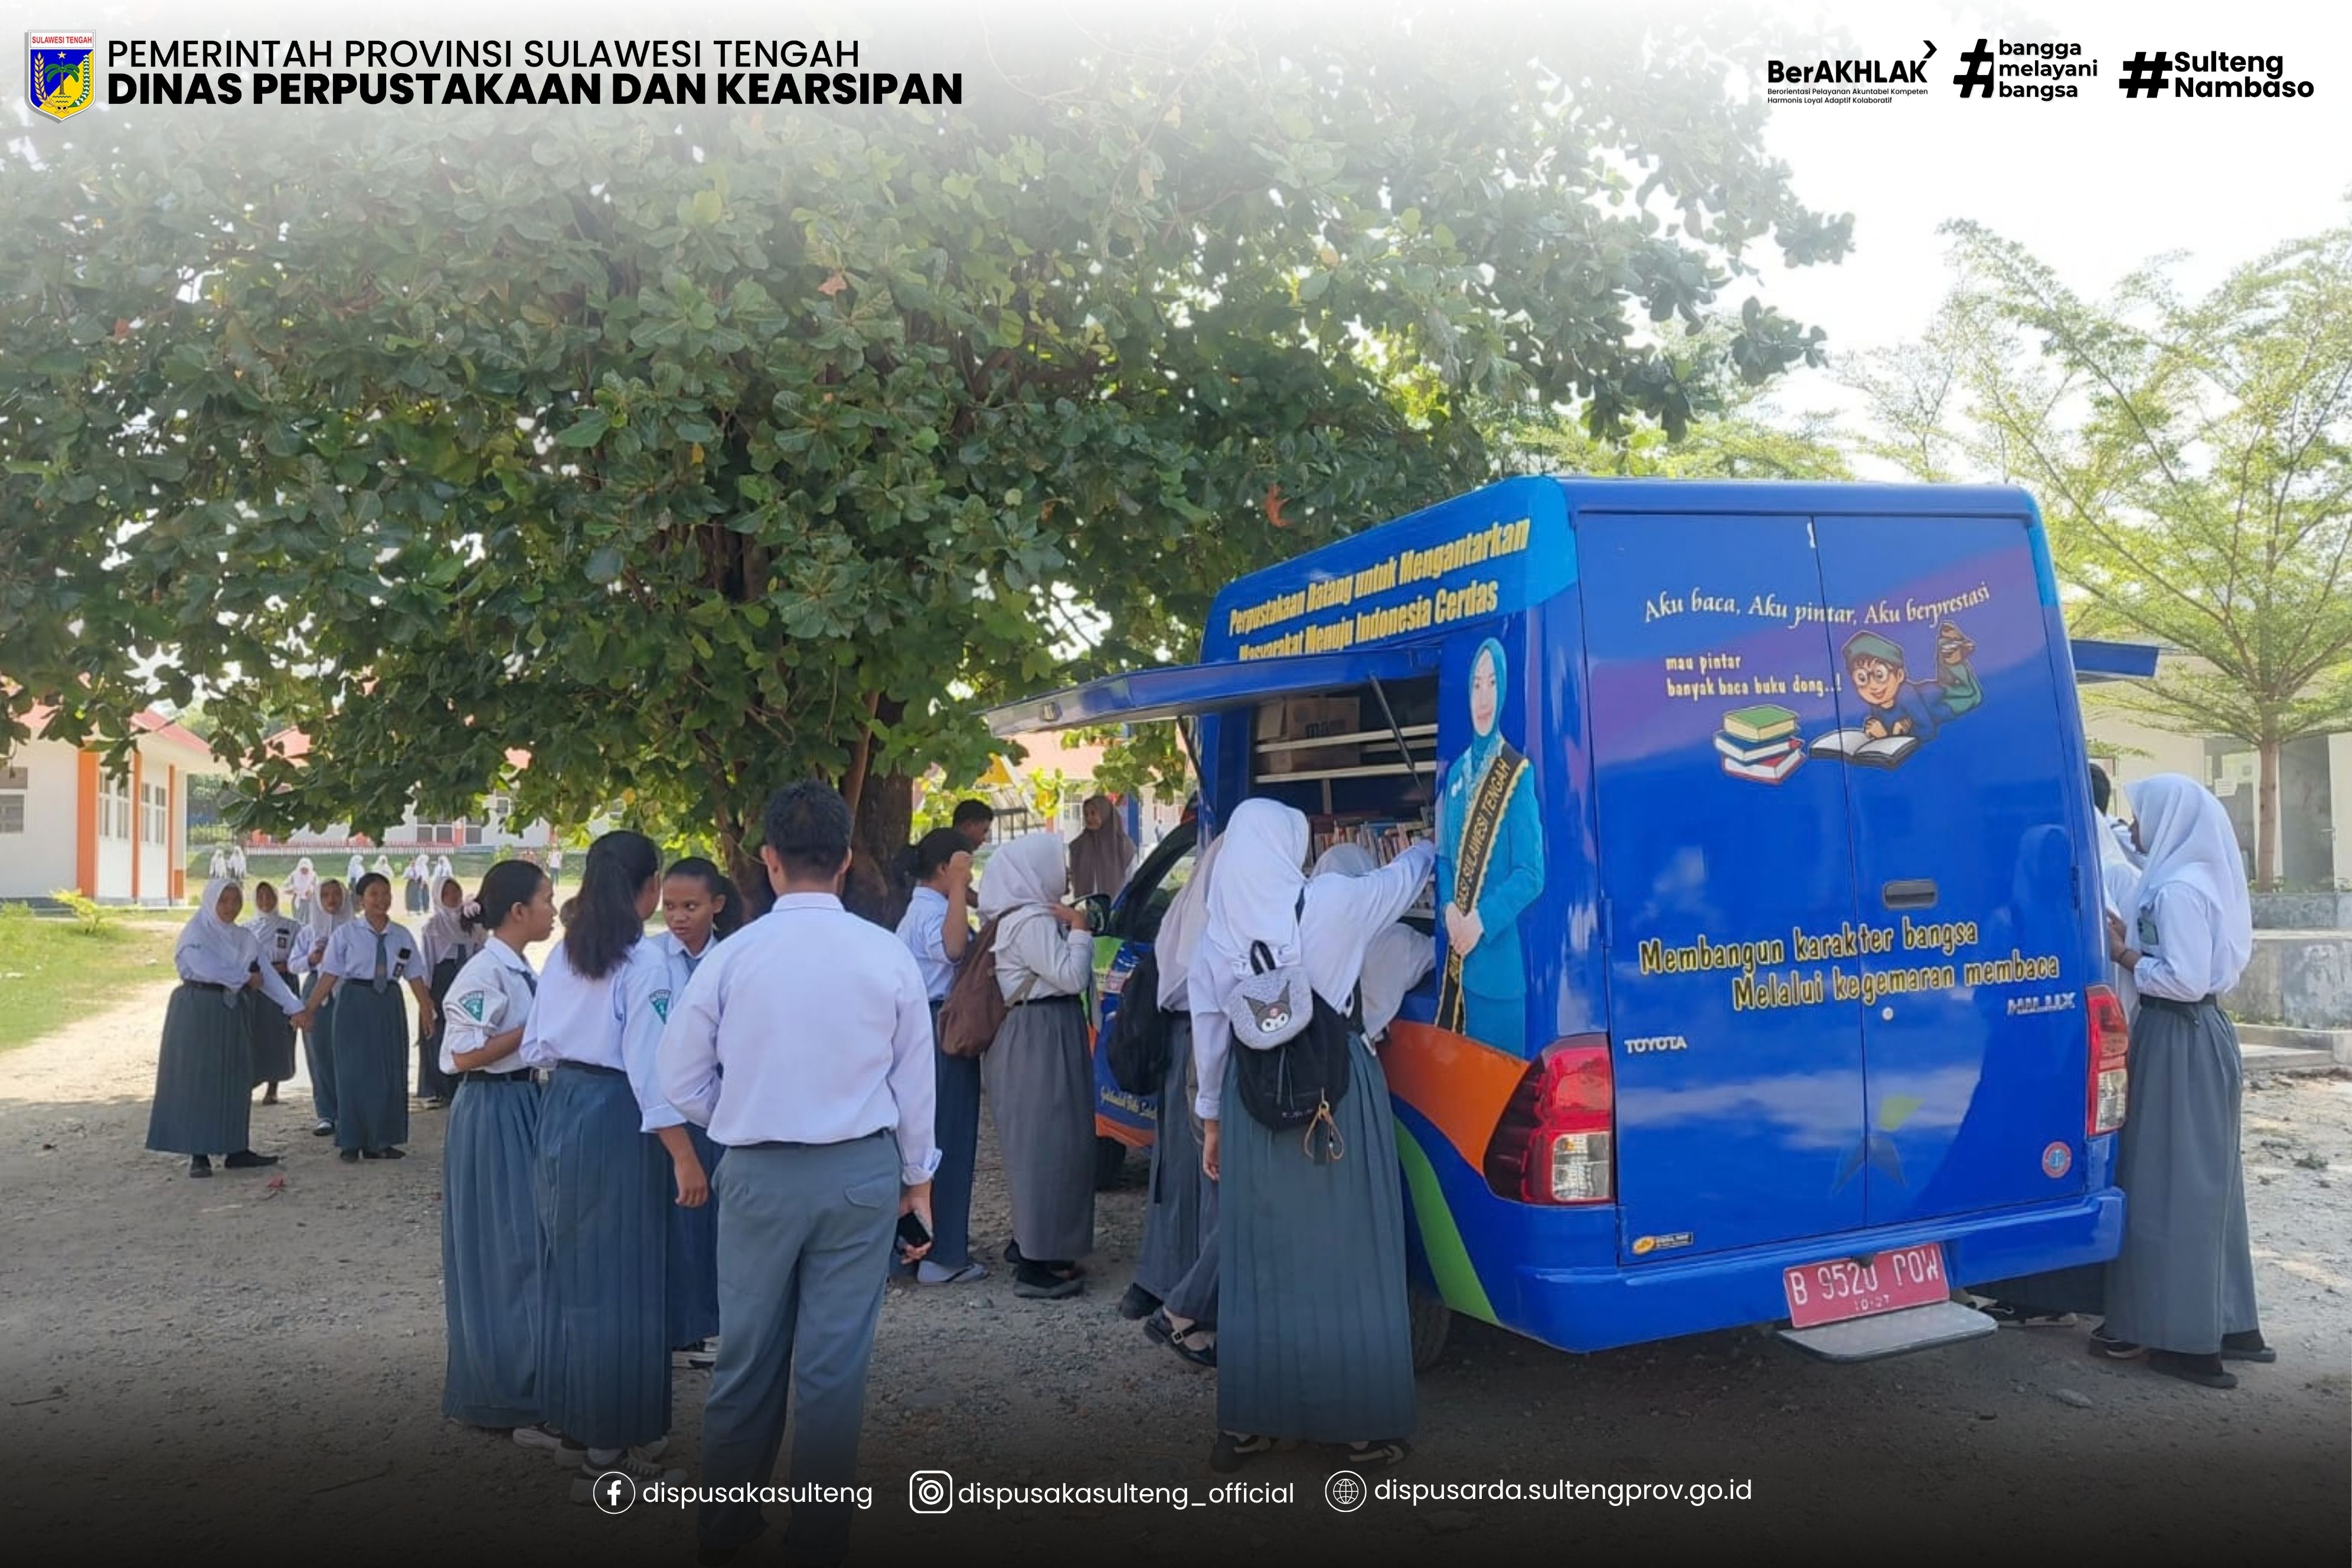 SULAWESI TENGAH
PEMERINTAH PROVINSI SULAWESI TENGAH
DINAS PERPUSTAKAAN DAN KEARSIPAN
BerAKHLAK
Berorientasi Pelayanan Akuntabel Kompeten
Harmonis Loyal Adaptif Kolaboratif
#bangga
melayani
bangsa
#Sulteng
Nambaso
Perpustakaan Datang untuk Mengantarkan
Masyarakat Menuju Indonesia Cerdas
Aku baca, Aku pintar, Aku berprestasi
mau pintar
banyak baca buku dong..!
SULAWESI TENGAH
Membangun karakter bangsa
Melalui kegemaran membaca
HILUX
TOYOTA
B 9520 POW
10-27
dispusakasulteng
dispusakasulteng_official
dispusarda.sultengprov.go.id